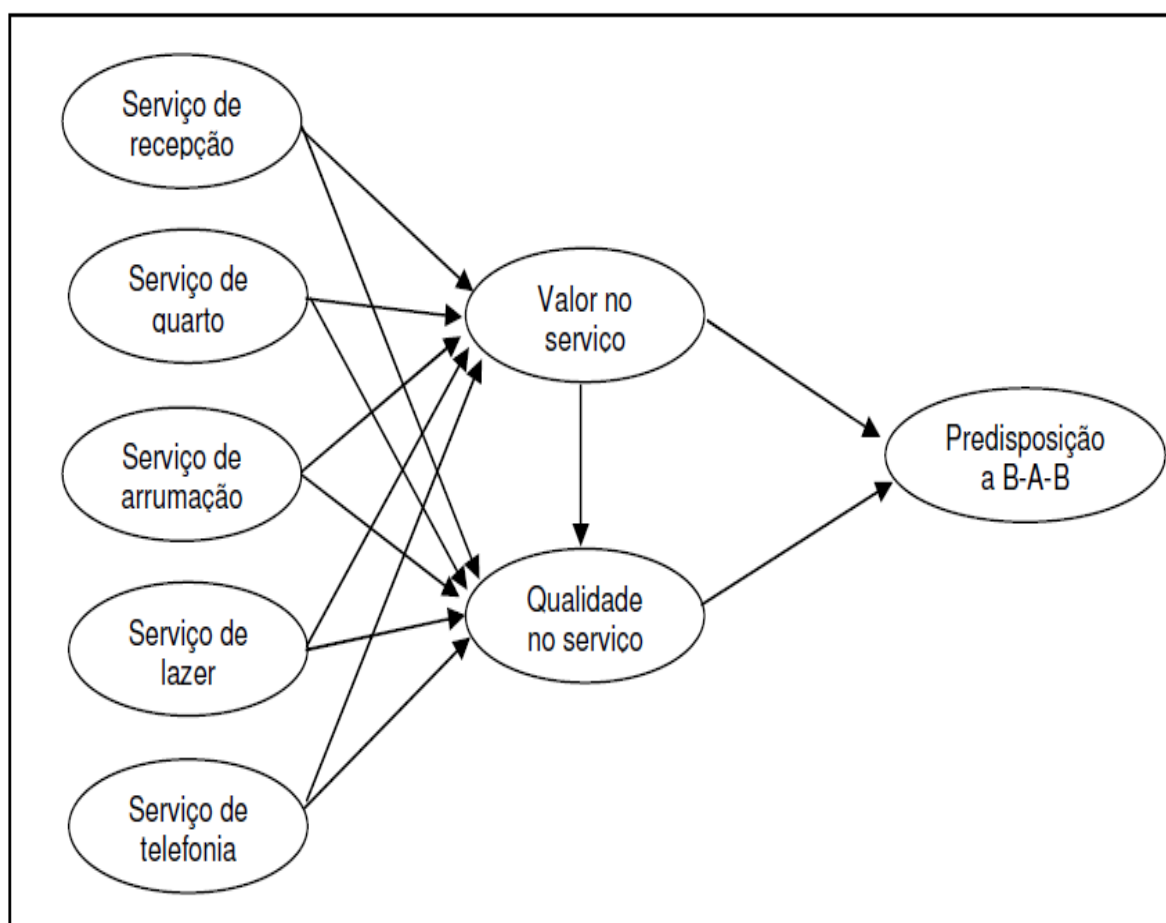 Serviço de
recepção
Serviço de
quarto
Serviço de
arrumação
Serviço de
lazer
Serviço de
telefonia
Valor no
serviço
Qualidade
no serviço
Predisposição
a B-A-B